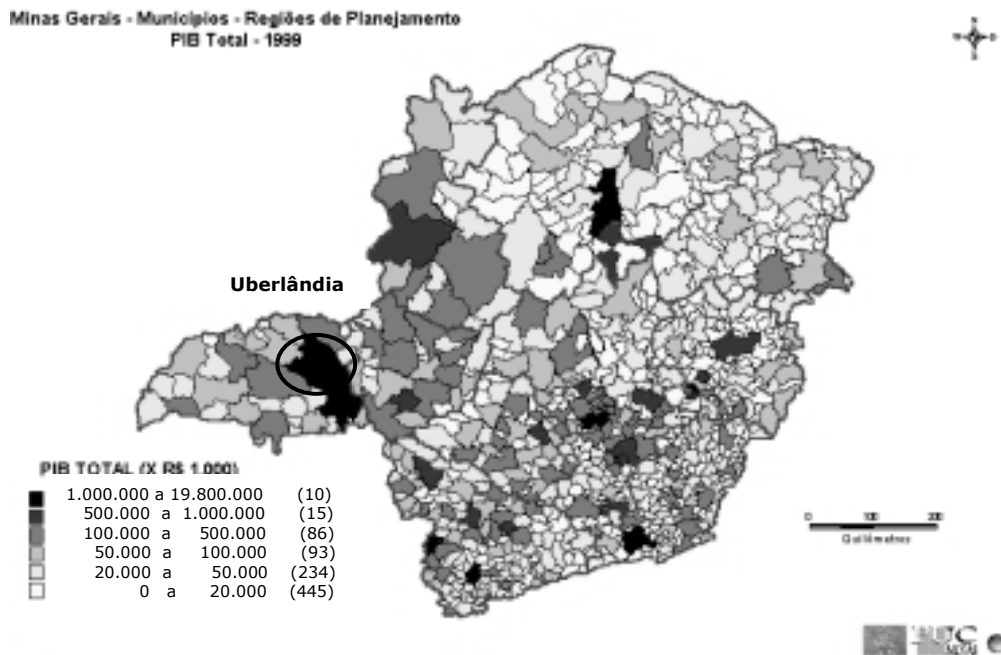 Minas Gerais - Municípios - Regiões de Planejamento
PIB Total - 1999
Uberlândia
PIB TOTAL (X R$ 1.000)
1.000.000 a 19.800.000 (10)
500.000 a 1.000.000 (15)
100.000 a 500.000 (86)
50.000 a 100.000 (93)
20.000 a 50.000 (234)
0 a 20.000 (445)
0 100 200
Quilômetros